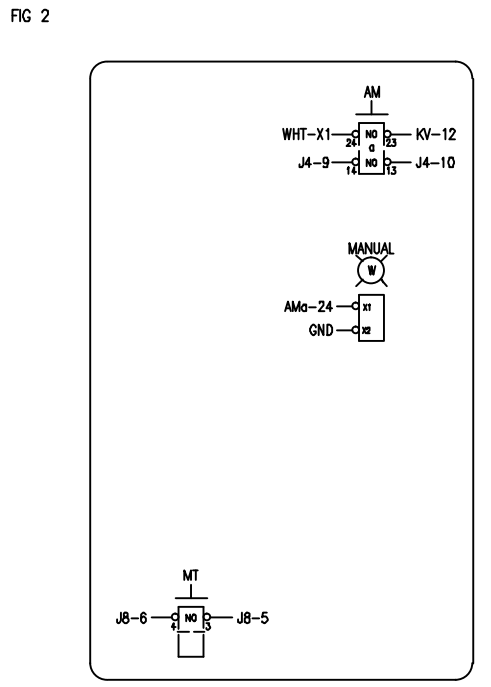 FIG 2
AM
WHT-X1 NO KV-12
24 a 23
J4-9 NO J4-10
14 13
MANUAL
W
AMa-24 X1
GND X2
MT
J8-6 NO J8-5
4 3